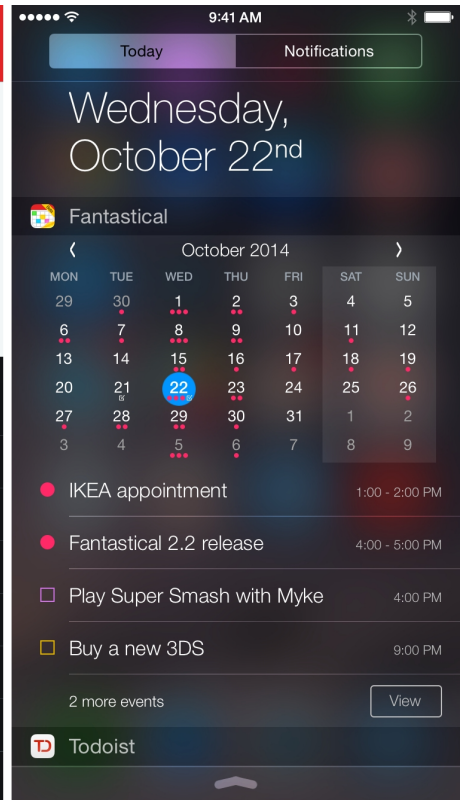 9:41 AM
Today Notifications
Wednesday,
October 22nd
Fantastical
October 2014
MON TUE WED THU FRI SAT SUN
29 30 1 2 3 4 5
6 7 8 9 10 11 12
13 14 15 16 17 18 19
20 21 22 23 24 25 26
27 28 29 30 31 1 2
3 4 5 6 7 8 9
IKEA appointment 1:00 - 2:00 PM
Fantastical 2.2 release 4:00 - 5:00 PM
Play Super Smash with Myke 4:00 PM
Buy a new 3DS 9:00 PM
2 more events View
TD Todoist